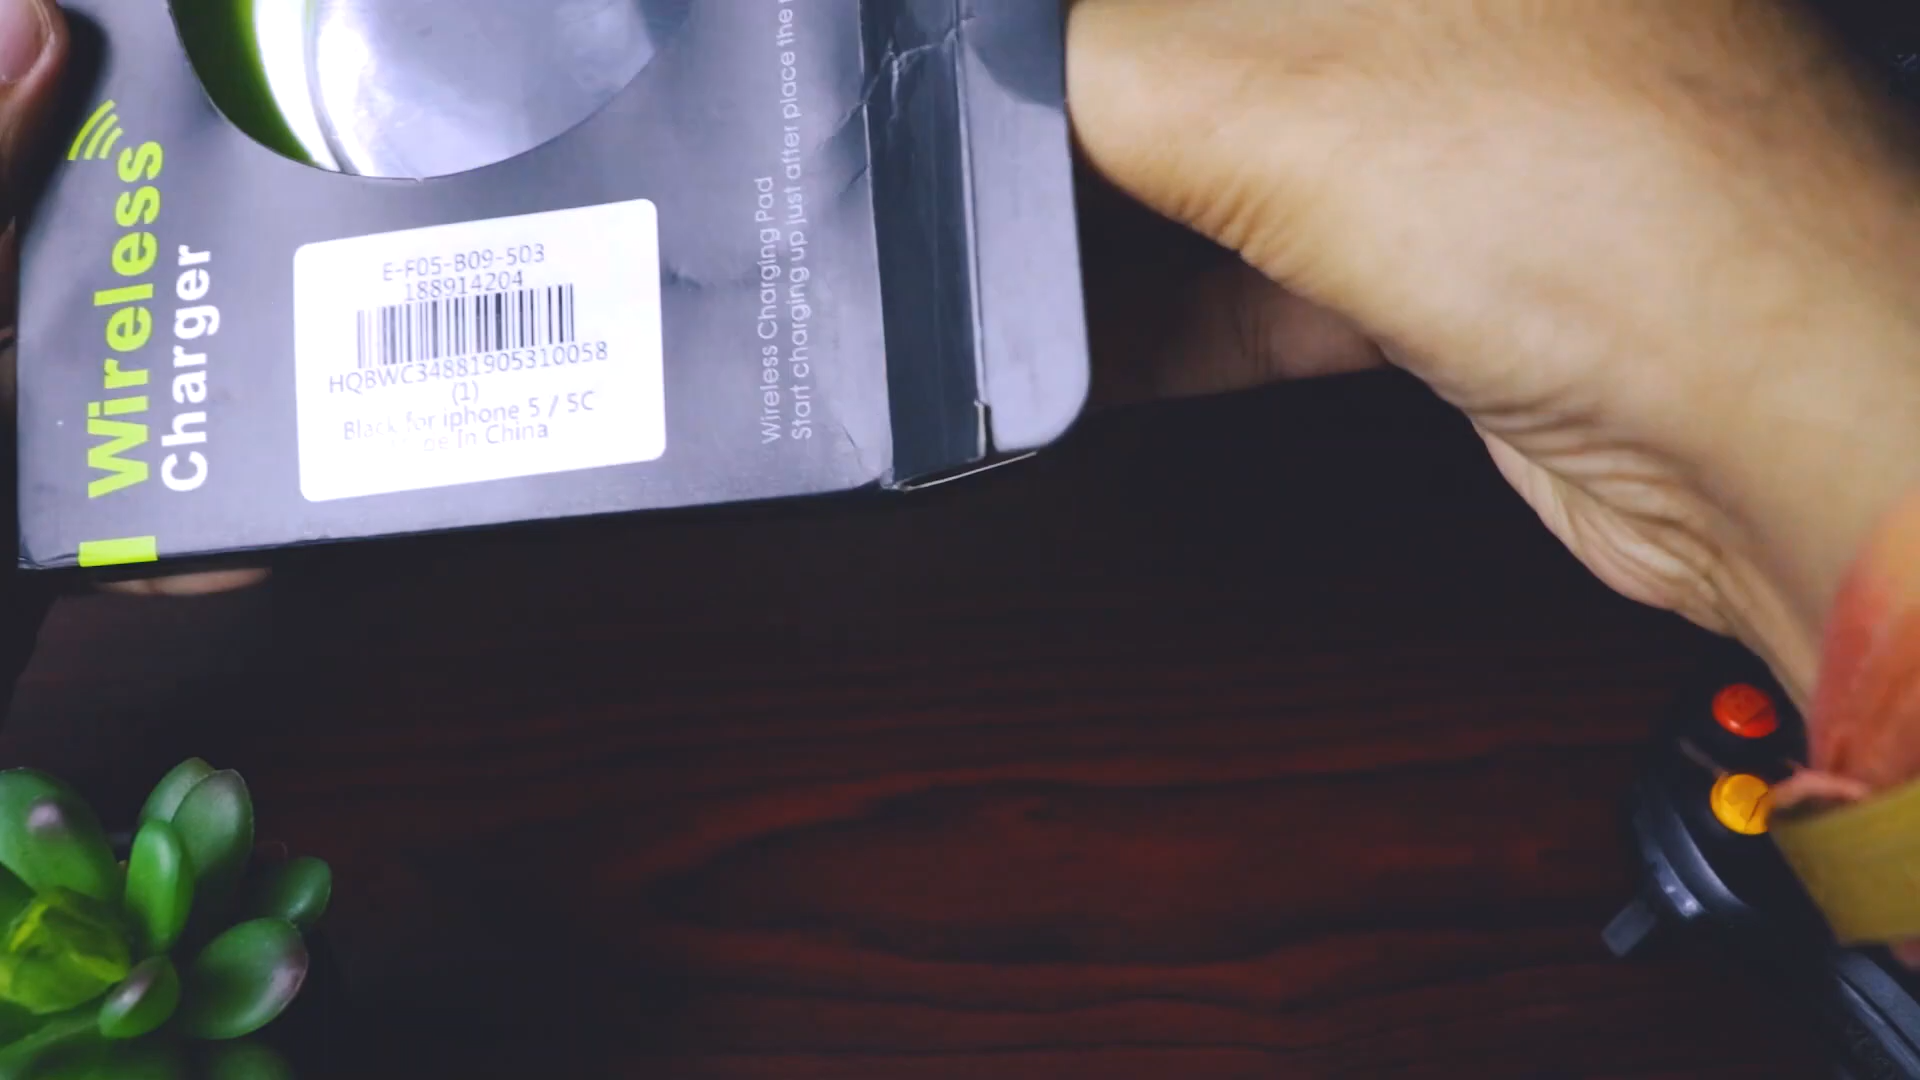 Wireless
Charger
E-F05-B09-503
188914204
HQBWC34881905310058
(1)
Black for iphone 5 / 5C
in China
Wireless Charging Pad
Start charging up just after place the